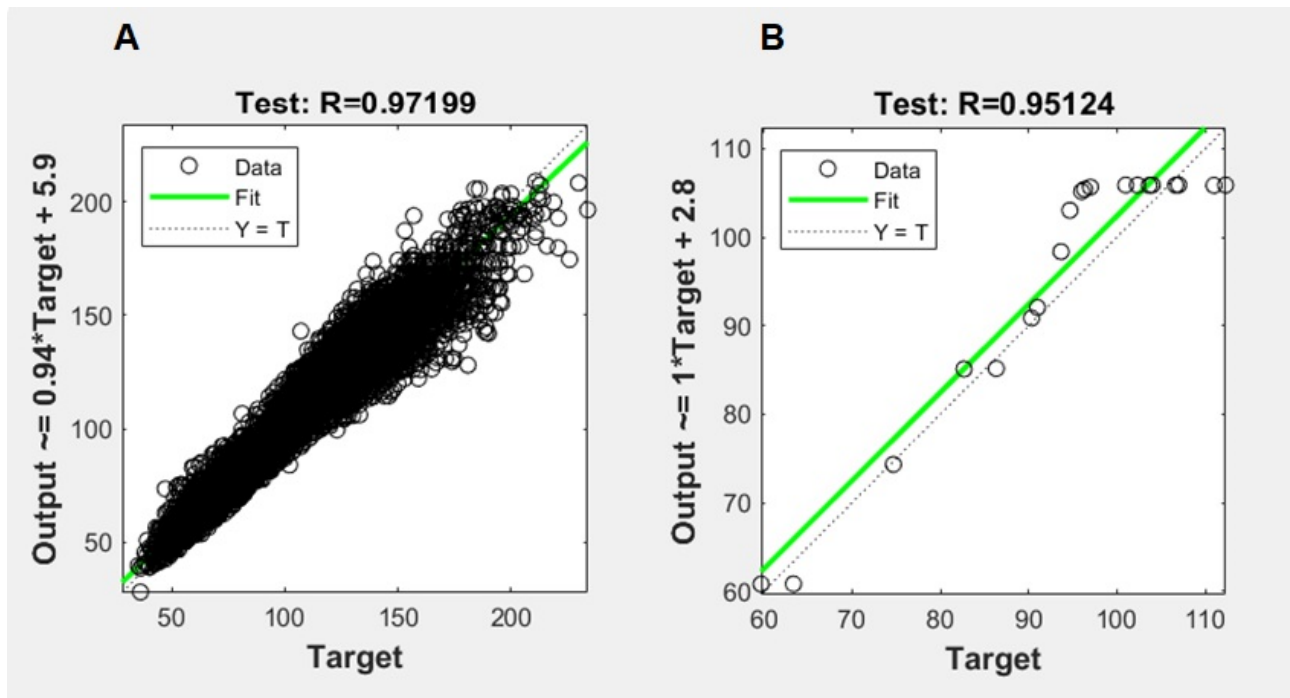 A
Test: R=0.97199
Data
Fit
Y = T
Output ~= 0.94*Target + 5.9
200
150
100
50
50 100 150 200
Target
B
Test: R=0.95124
Data
Fit
Y = T
Output ~= 1*Target + 2.8
110
100
90
80
70
60
60 70 80 90 100 110
Target